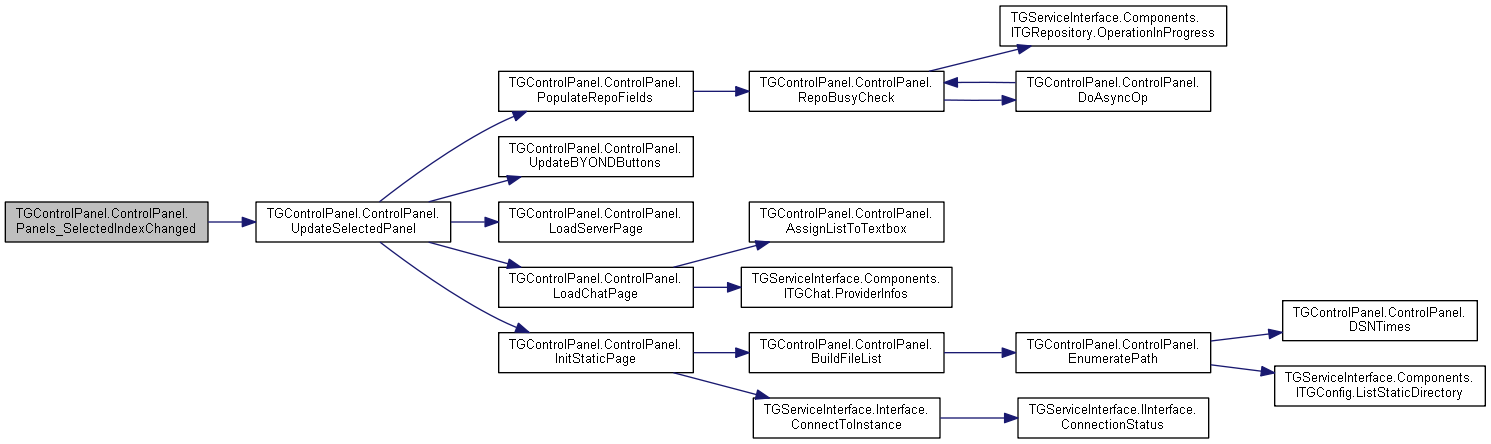 TGControlPanel.ControlPanel.
Panels_SelectedIndexChanged
TGControlPanel.ControlPanel.
UpdateSelectedPanel
TGControlPanel.ControlPanel.
PopulateRepoFields
TGControlPanel.ControlPanel.
RepoBusyCheck
TGServiceInterface.Components.
ITGRepository.OperationInProgress
TGControlPanel.ControlPanel.
DoAsyncOp
TGControlPanel.ControlPanel.
UpdateBYONDButtons
TGControlPanel.ControlPanel.
LoadServerPage
TGControlPanel.ControlPanel.
LoadChatPage
TGControlPanel.ControlPanel.
AssignListToTextbox
TGServiceInterface.Components.
ITGChat.ProviderInfos
TGControlPanel.ControlPanel.
InitStaticPage
TGControlPanel.ControlPanel.
BuildFileList
TGControlPanel.ControlPanel.
EnumeratePath
TGControlPanel.ControlPanel.
DSNTimes
TGServiceInterface.Components.
ITGConfig.ListStaticDirectory
TGServiceInterface.Interface.
ConnectToInstance
TGServiceInterface.IInterface.
ConnectionStatus